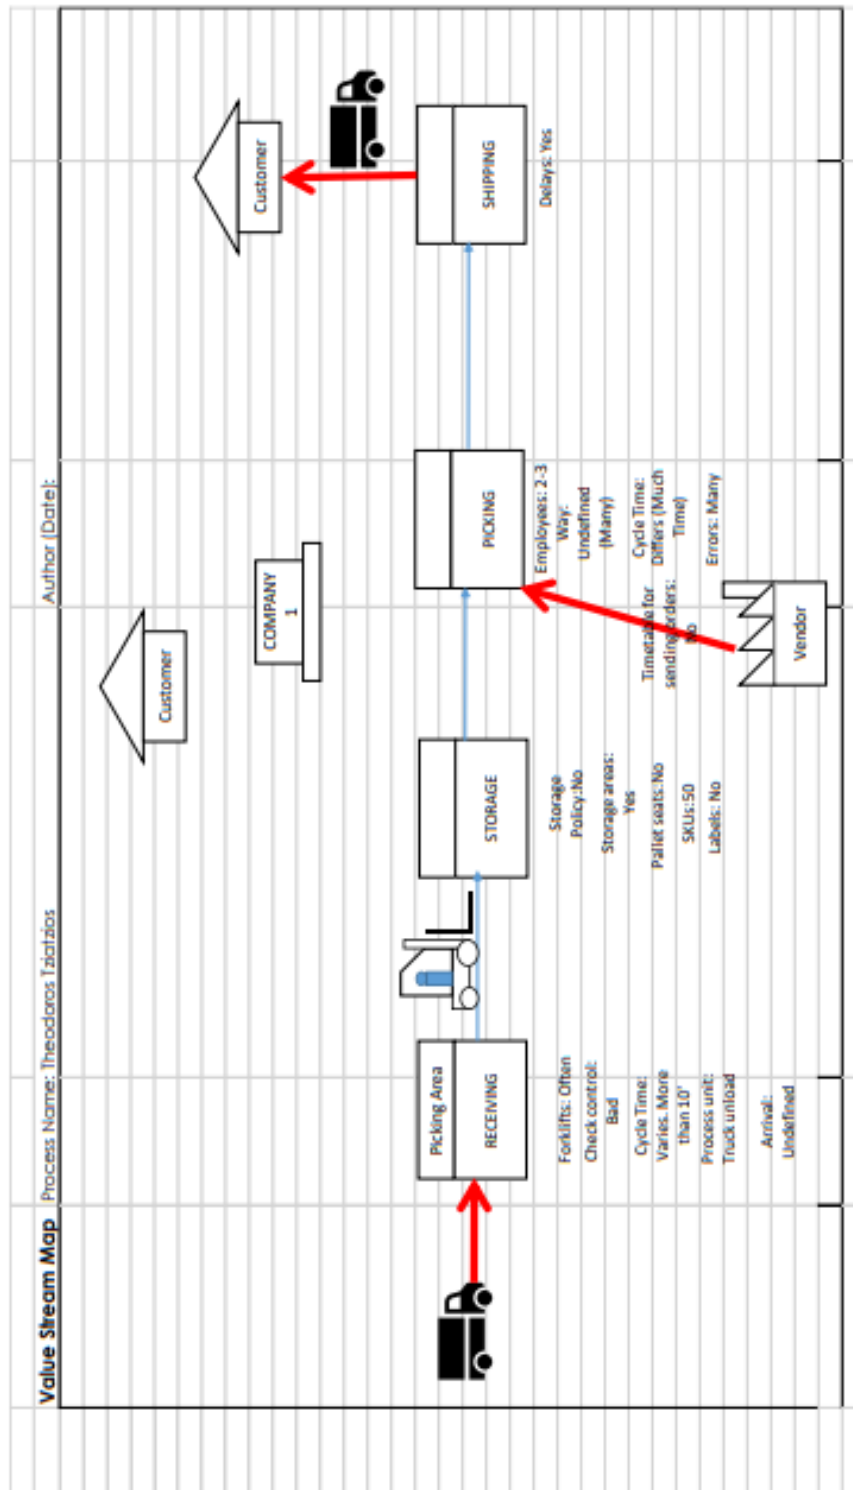 Value Stream Map
Process Name: Theodoros Tziatzios
Author (Date):
Customer
Customer
COMPANY
1
Picking Area
RECEIVING
STORAGE
PICKING
SHIPPING
Forklifts: Often
Check control:
Bad
Cycle Time:
Varies. More
than 10'
Process unit:
Truck unload
Arrival:
Undefined
Storage
Policy:No
Storage areas:
Yes
Pallet seats:No
SKUs:50
Labels: No
Employees: 2-3
Way:
Undefined
(Many)
Cycle Time:
Differs (Much
Time)
Errors: Many
Delays: Yes
Timetable for
sending orders:
No
Vendor